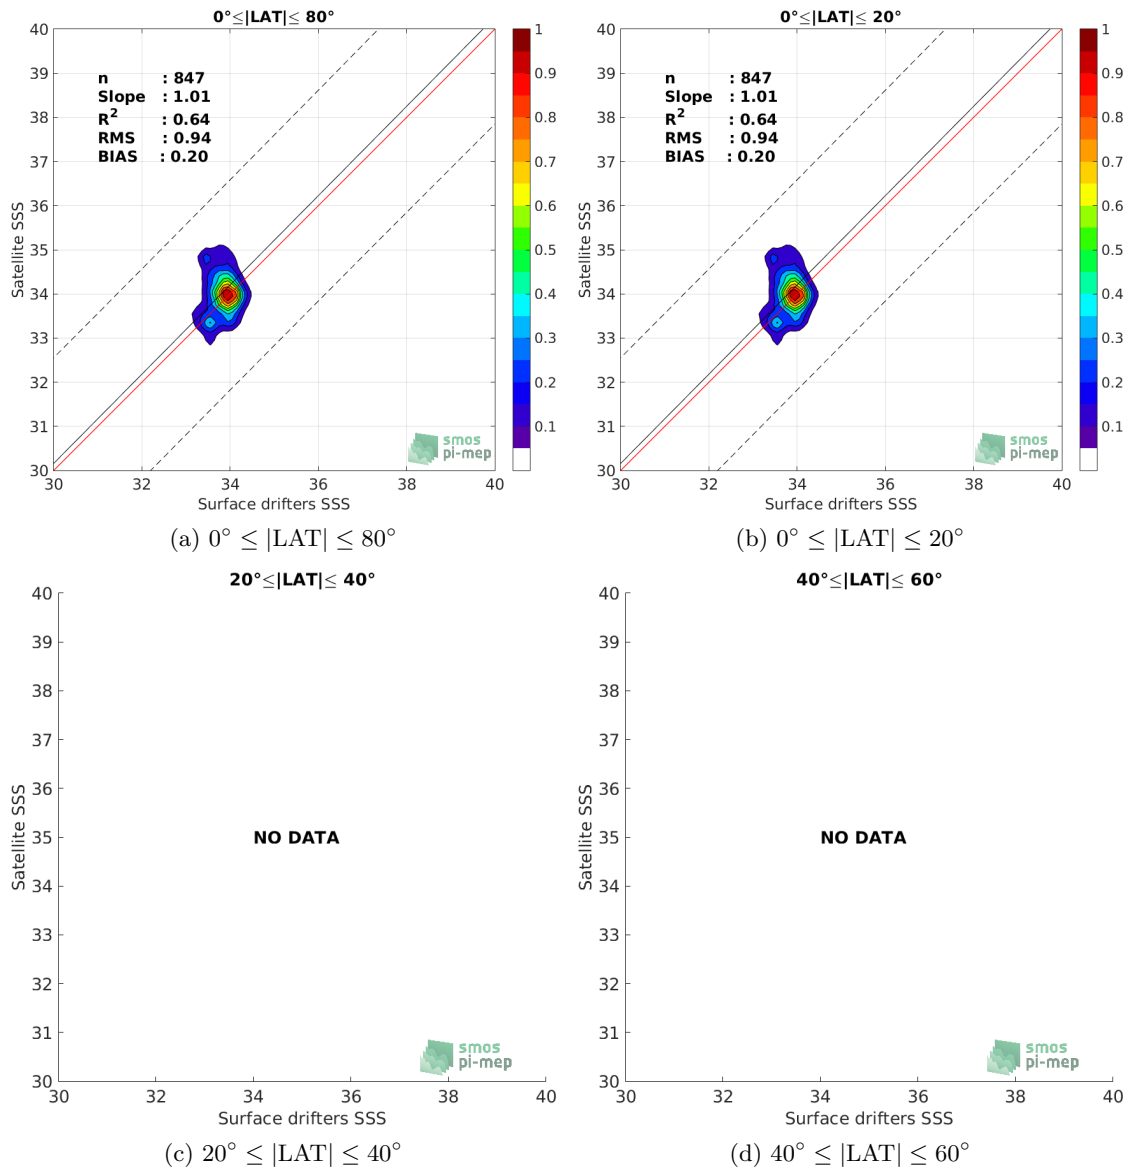 0°≤|LAT|≤ 80°
40
39
38
37
36
35
34
33
32
31
30
Satellite SSS
n : 847
Slope : 1.01
R2 : 0.64
RMS : 0.94
BIAS : 0.20
smos
pi-mep
30 32 34 36 38 40
Surface drifters SSS
1
0.9
0.8
0.7
0.6
0.5
0.4
0.3
0.2
0.1
(a) 0° ≤ |LAT| ≤ 80°
0°≤|LAT|≤ 20°
40
39
38
37
36
35
34
33
32
31
30
Satellite SSS
n : 847
Slope : 1.01
R2 : 0.64
RMS : 0.94
BIAS : 0.20
smos
pi-mep
30 32 34 36 38 40
Surface drifters SSS
1
0.9
0.8
0.7
0.6
0.5
0.4
0.3
0.2
0.1
(b) 0° ≤ |LAT| ≤ 20°
20°≤|LAT|≤ 40°
40
39
38
37
36
35
34
33
32
31
30
Satellite SSS
NO DATA
smos
pi-mep
30 32 34 36 38 40
Surface drifters SSS
(c) 20° ≤ |LAT| ≤ 40°
40°≤|LAT|≤ 60°
40
39
38
37
36
35
34
33
32
31
30
Satellite SSS
NO DATA
smos
pi-mep
30 32 34 36 38 40
Surface drifters SSS
(d) 40° ≤ |LAT| ≤ 60°